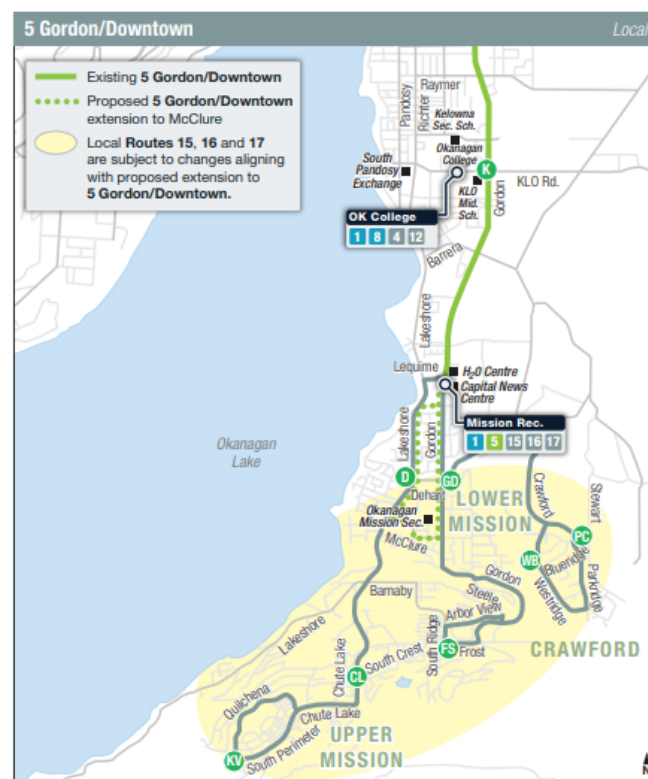 5 Gordon/Downtown
Local
Existing 5 Gordon/Downtown
Proposed 5 Gordon/Downtown
extension to McClure
Local Routes 15, 16 and 17
are subject to changes aligning
with proposed extension to
5 Gordon/Downtown.
Pandosy
Richter
Raymer
Kelowna
Sec. Sch.
Okanagan
College
South
Pandosy
Exchange
K
KLO Rd.
KLO
Mid.
Sch.
Gordon
OK College
1 8 4 12
Barrera
Lakeshore
Lequime
H2O Centre
Capital News
Centre
Mission Rec.
1 5 15 16 17
Okanagan
Lake
Lakeshore
Gordon
D
GD
Dehart
LOWER
MISSION
Okanagan
Mission Sec.
McClure
Crawford
Stewart
PC
WB
Blueridge
Westridge
Parkridge
CRAWFORD
Gordon
Steele
Barnaby
Arbor View
Lakeshore
South Ridge
FS
Frost
South Crest
Chute Lake
CL
Quilchena
Chute Lake
South Perimeter
KV
UPPER
MISSION
N